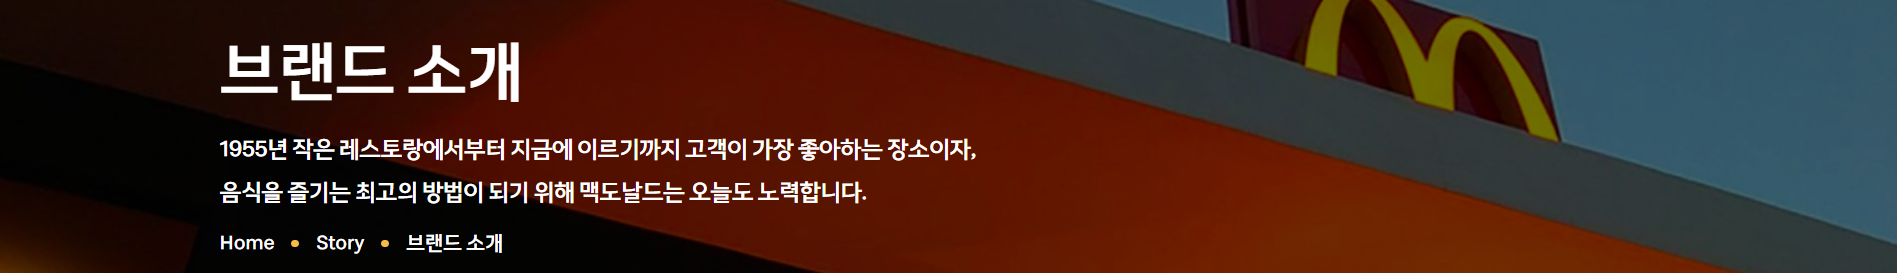 브랜드 소개
1955년 작은 레스토랑에서부터 지금에 이르기까지 고객이 가장 좋아하는 장소이자,
음식을 즐기는 최고의 방법이 되기 위해 맥도날드는 오늘도 노력합니다.
Home • Story • 브랜드 소개